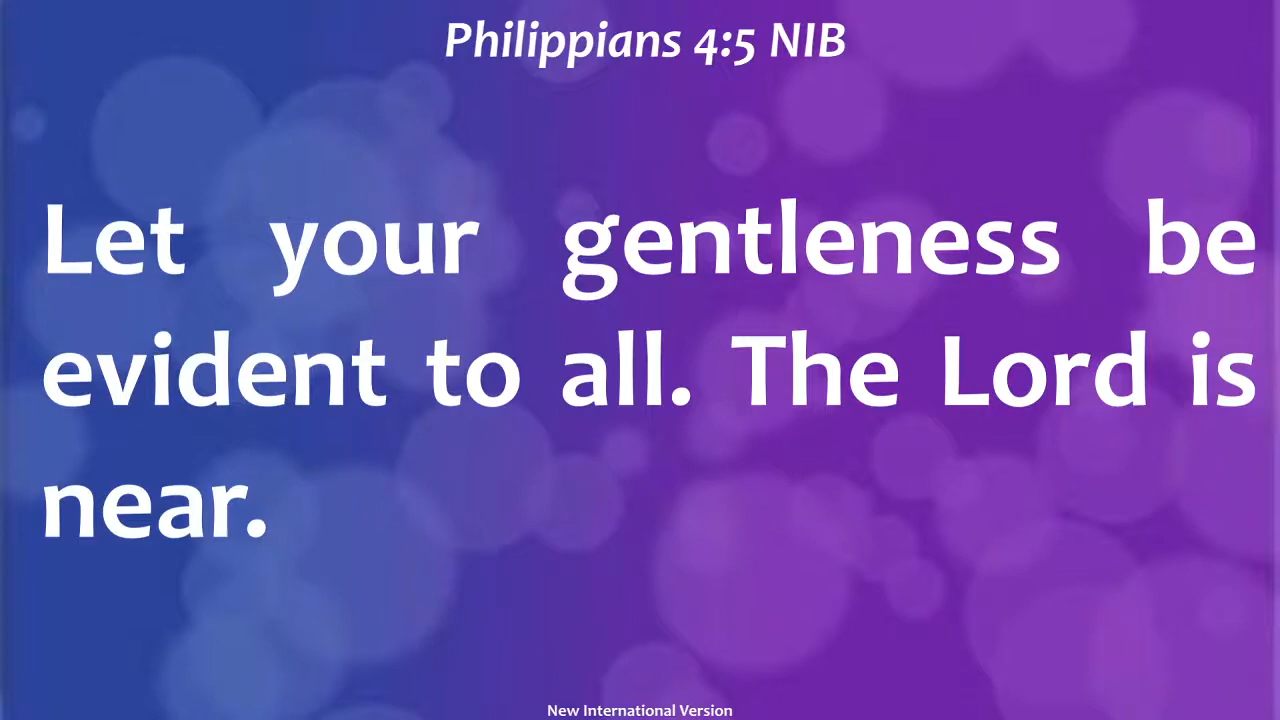 Philippians 4:5 NIB
Let your gentleness be
evident to all. The Lord is
near.
New International Version